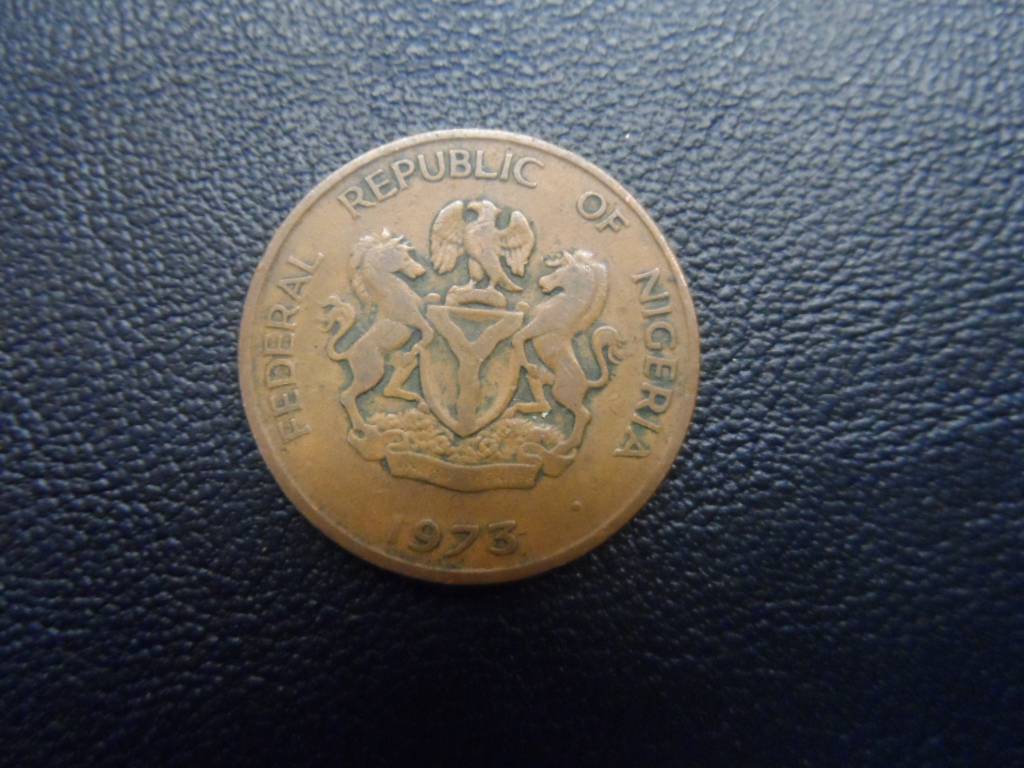 FEDERAL REPUBLIC OF NIGERIA
1973